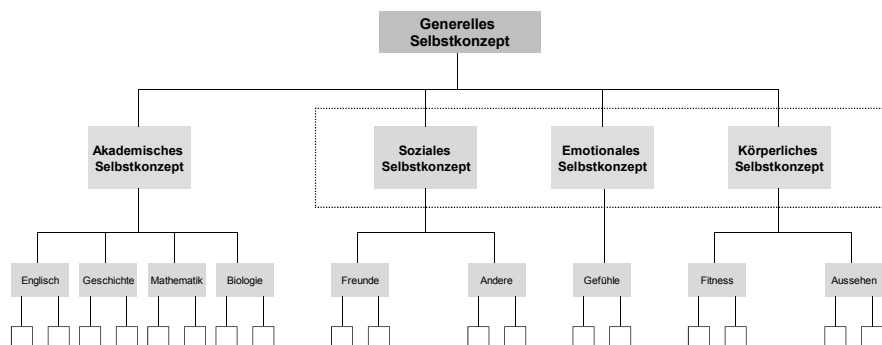 Generelles
Selbstkonzept
Akademisches
Selbstkonzept
Soziales
Selbstkonzept
Emotionales
Selbstkonzept
Körperliches
Selbstkonzept
Englisch
Geschichte
Mathematik
Biologie
Freunde
Andere
Gefühle
Fitness
Aussehen